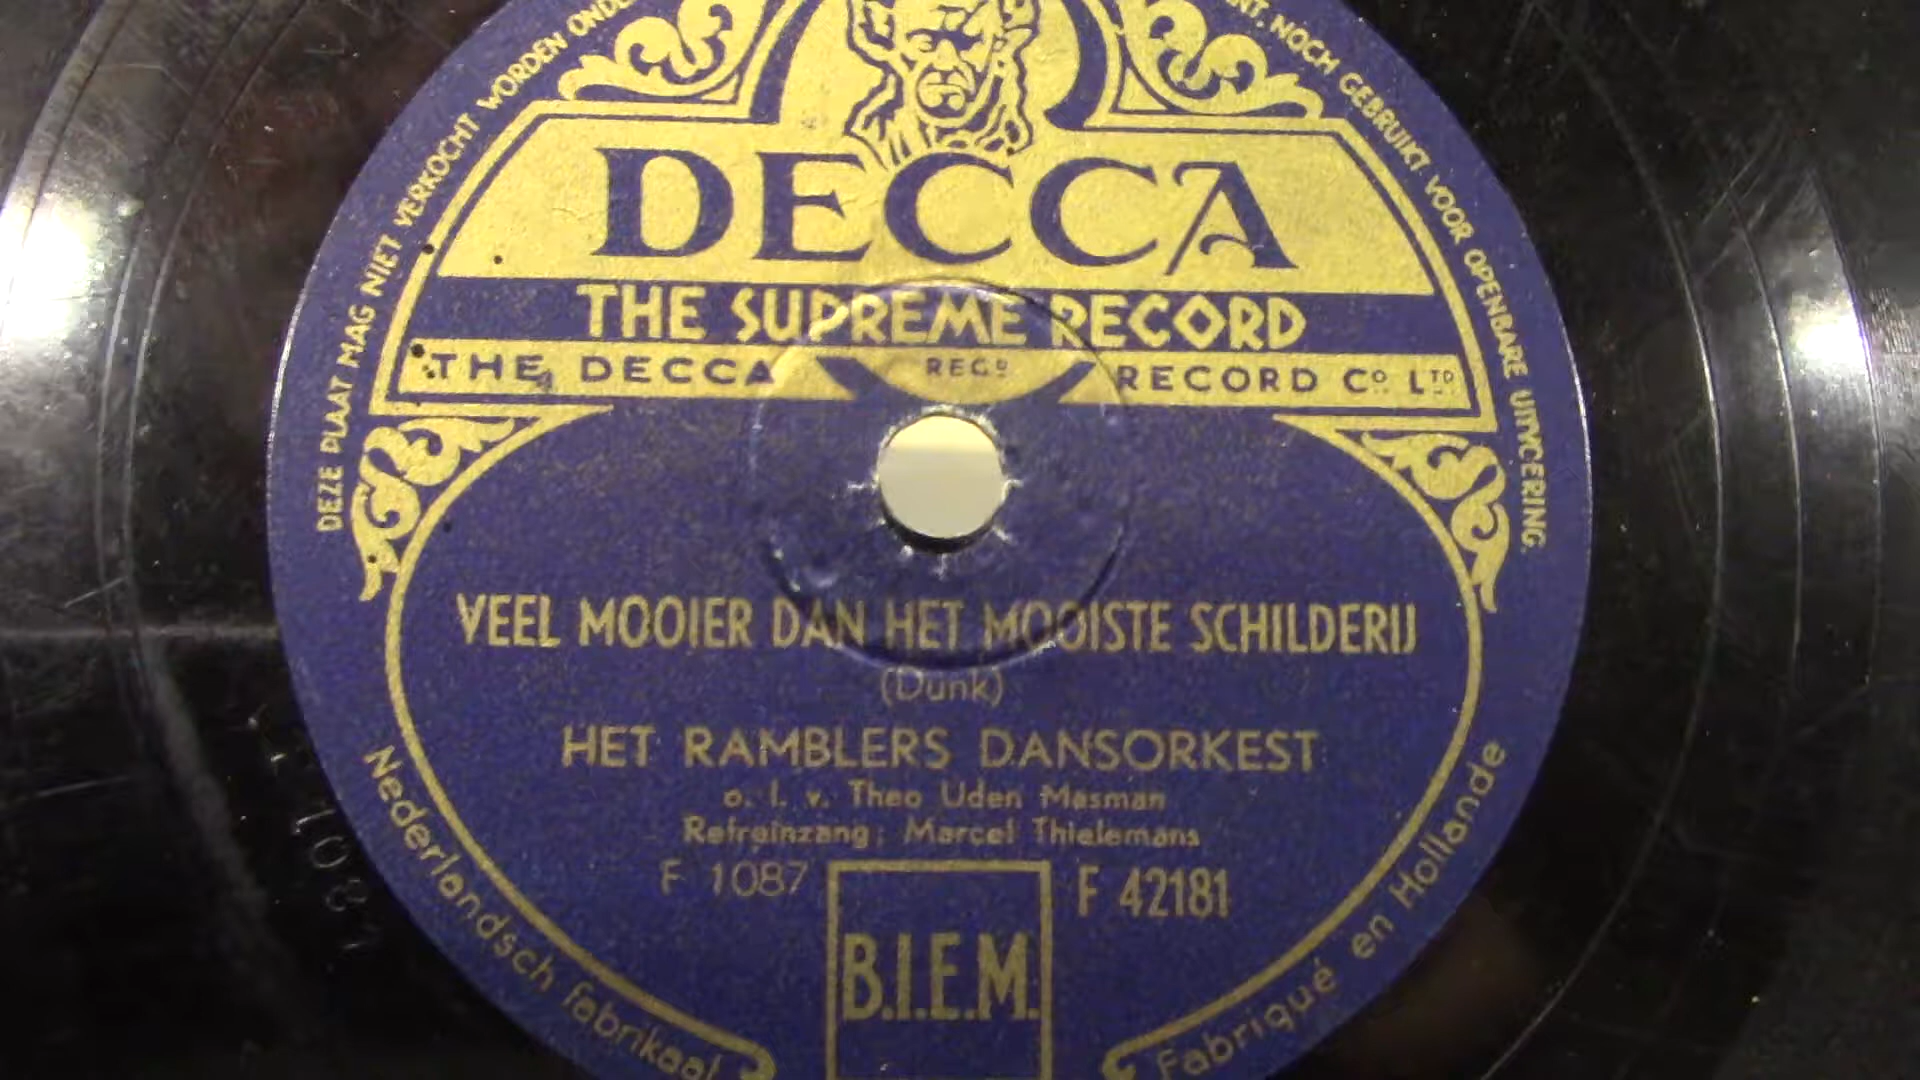 DEZE PLAAT MAG NIET VERKOCHT WORDEN
NOCH GEBRUIKT VOOR OPENBARE UITVOERING.
DECCA
THE SUPREME RECORD
THE DECCA REGD RECORD CO LTD
VEEL MOOIER DAN HET MOOISTE SCHILDERIJ
(Dunk)
HET RAMBLERS DANSORKEST
o. l. v. Theo Uden Masman
Refreinzang: Marcel Thielemans
F 1087
F 42181
B.I.E.M.
Nederlandsch fabrikaat
Fabriqué en Hollande